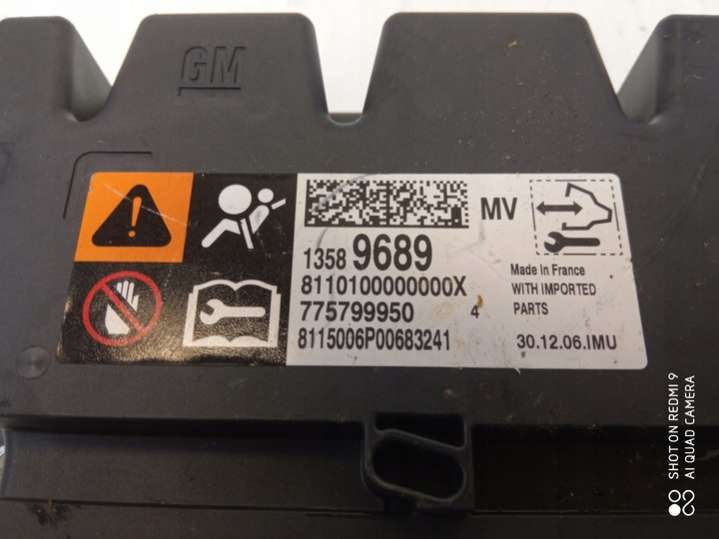 GM
MV
1358 9689
8110100000000X
775799950 4
8115006P00683241
Made in France
WITH IMPORTED
PARTS
30.12.06.IMU
SHOT ON REDMI 9
AI QUAD CAMERA